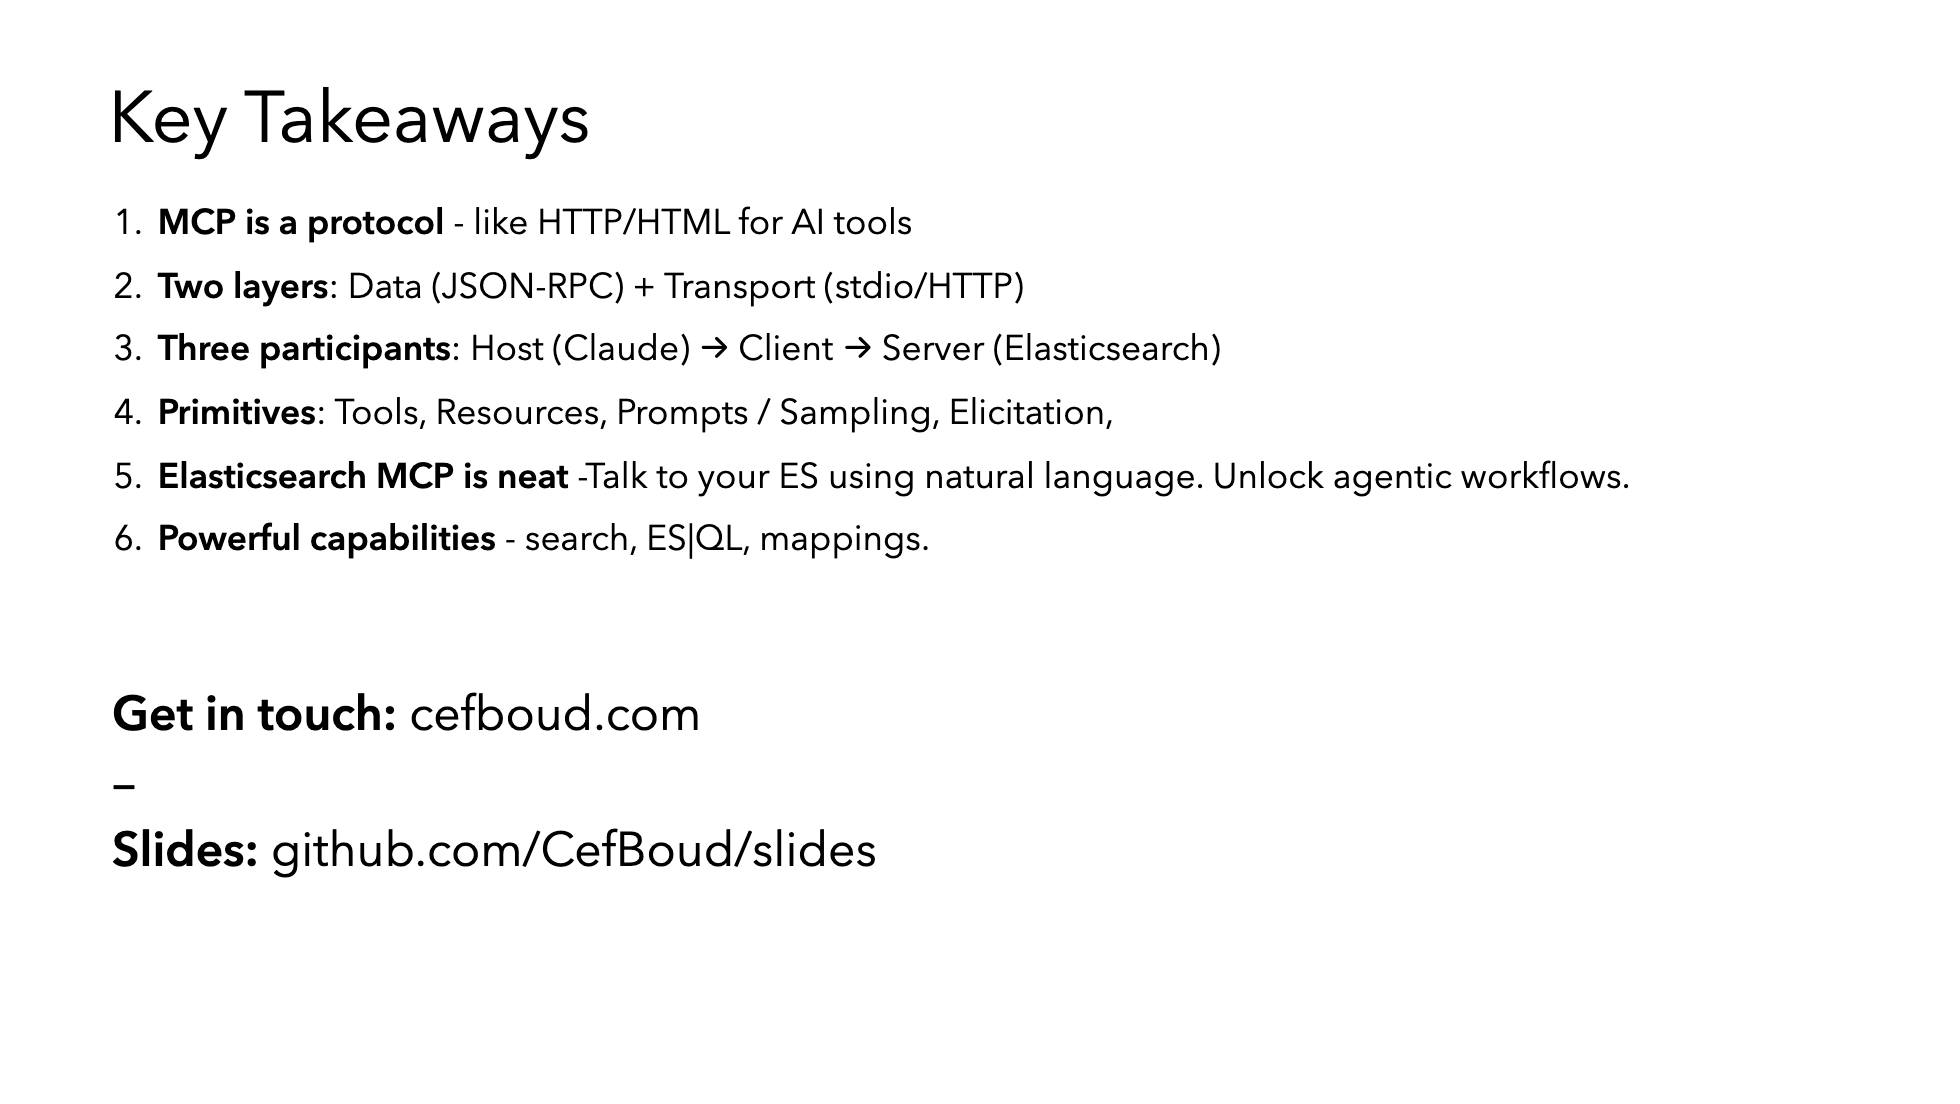 Key Takeaways
1. MCP is a protocol - like HTTP/HTML for AI tools
2. Two layers: Data (JSON-RPC) + Transport (stdio/HTTP)
3. Three participants: Host (Claude) → Client → Server (Elasticsearch)
4. Primitives: Tools, Resources, Prompts / Sampling, Elicitation,
5. Elasticsearch MCP is neat -Talk to your ES using natural language. Unlock agentic workflows.
6. Powerful capabilities - search, ES|QL, mappings.
Get in touch: cefboud.com
–
Slides: github.com/CefBoud/slides